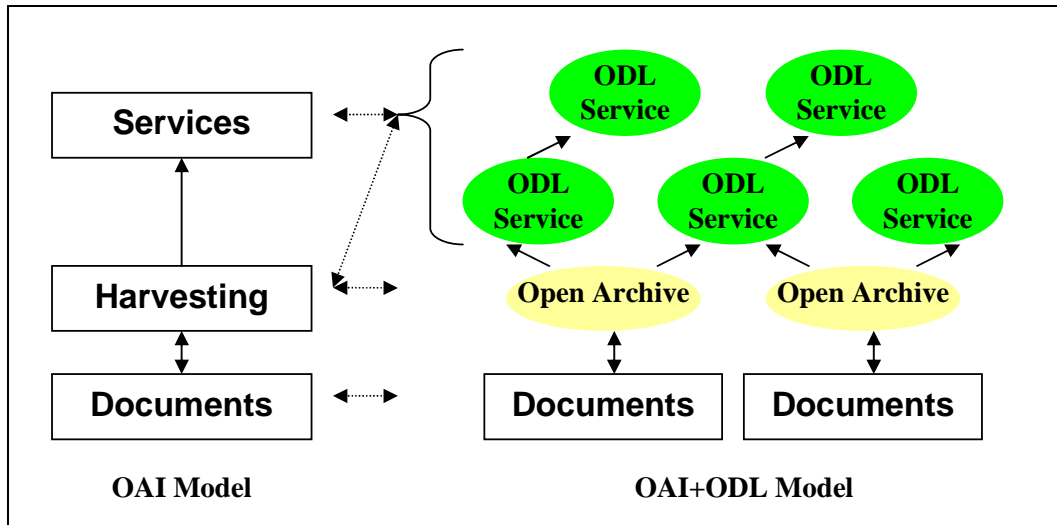 Services
Harvesting
Documents
OAI Model
ODL
Service
ODL
Service
ODL
Service
ODL
Service
ODL
Service
Open Archive
Open Archive
Documents
Documents
OAI+ODL Model